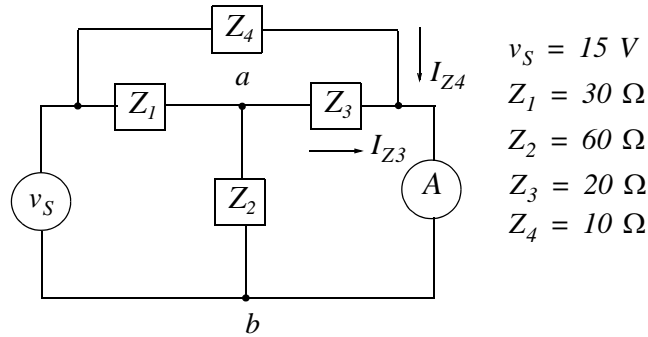 Z4
IZ4
a
Z1
Z3
IZ3
vS
Z2
A
b
vS = 15 V
Z1 = 30 Ω
Z2 = 60 Ω
Z3 = 20 Ω
Z4 = 10 Ω